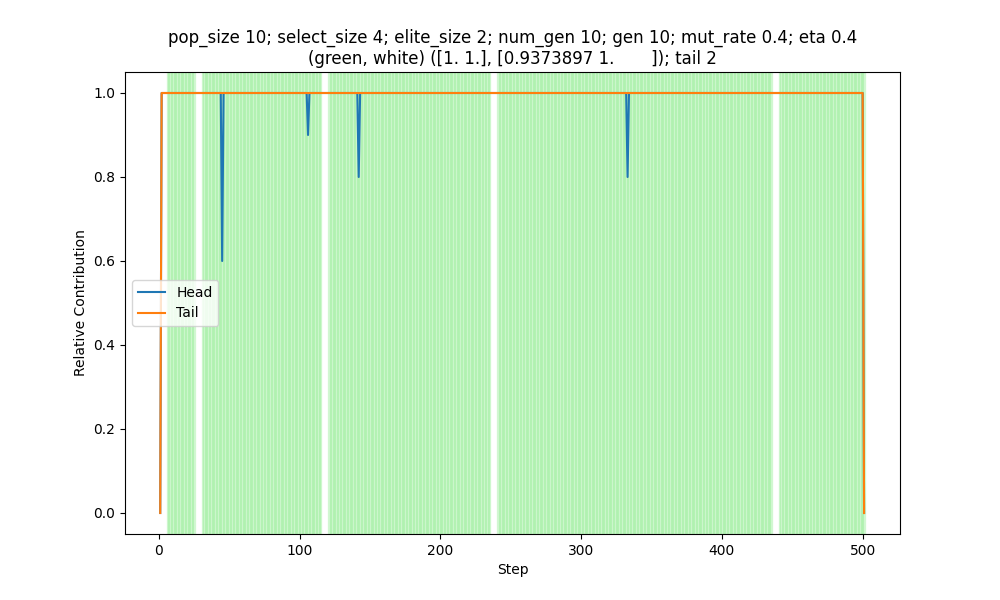 pop_size 10; select_size 4; elite_size 2; num_gen 10; gen 10; mut_rate 0.4; eta 0.4
(green, white) ([1. 1.], [0.9373897 1.        ]); tail 2
1.0
0.8
0.6
0.4
0.2
0.0
Relative Contribution
Head
Tail
0
100
200
300
400
500
Step